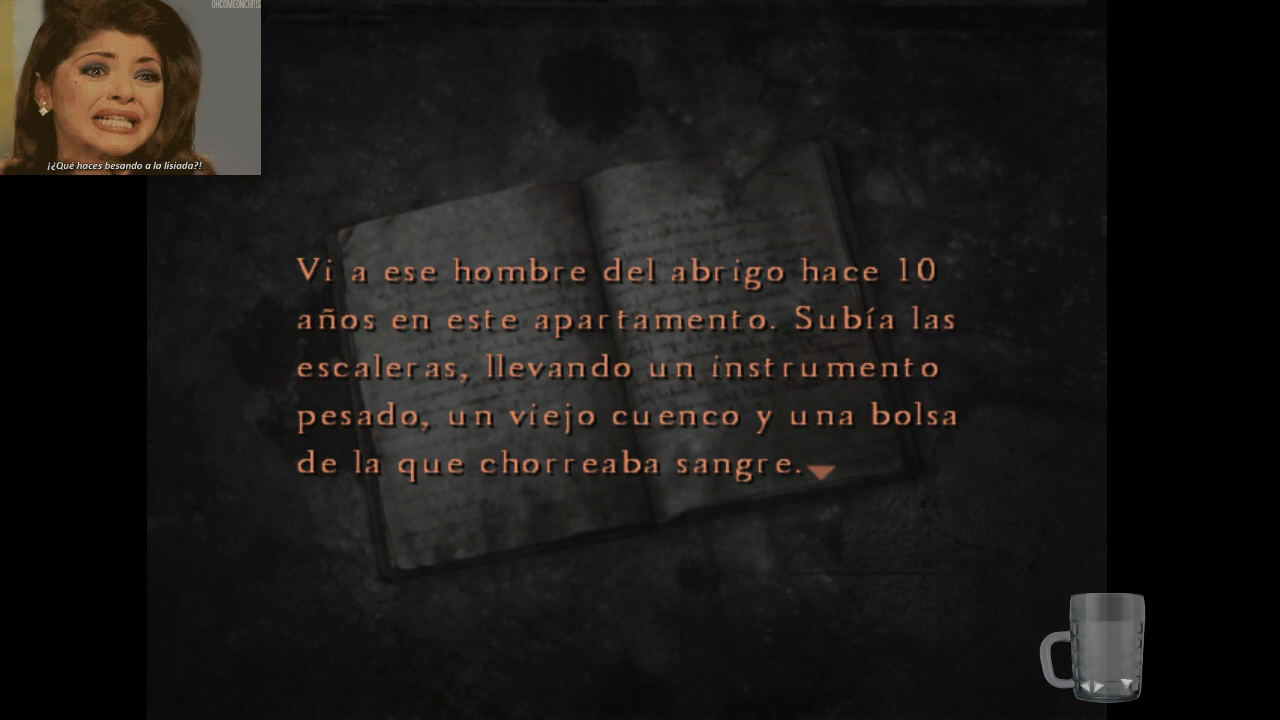 OHCOMEONCHRIS
¡¿Qué haces besando a la lisiada?!
Vi a ese hombre del abrigo hace 10
años en este apartamento. Subía las
escaleras, llevando un instrumento
pesado, un viejo cuenco y una bolsa
de la que chorreaba sangre.